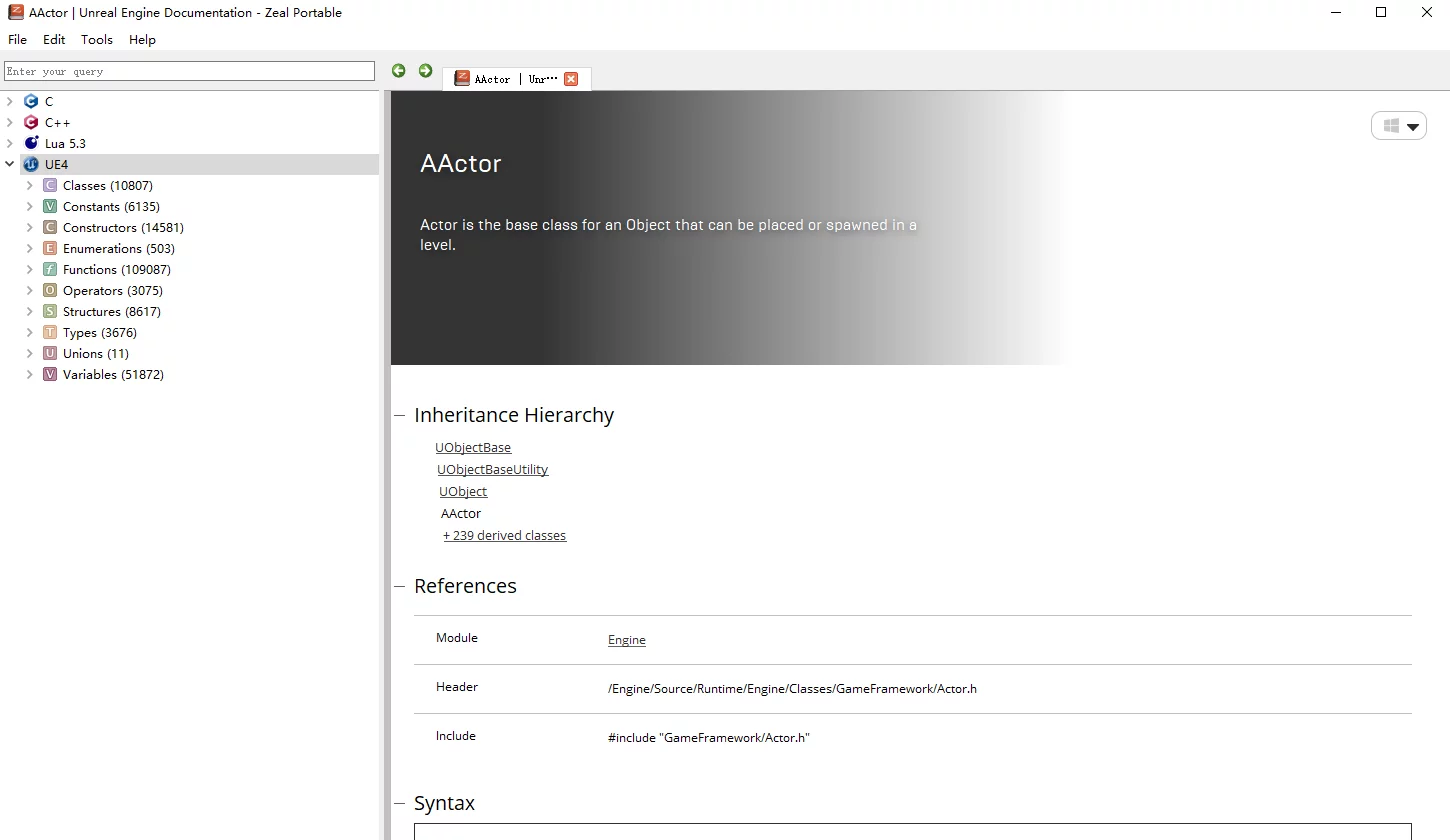 AActor | Unreal Engine Documentation - Zeal Portable
File Edit Tools Help
Enter your query
AActor | Unr···
C
C++
Lua 5.3
UE4
Classes (10807)
Constants (6135)
Constructors (14581)
Enumerations (503)
Functions (109087)
Operators (3075)
Structures (8617)
Types (3676)
Unions (11)
Variables (51872)
AActor
Actor is the base class for an Object that can be placed or spawned in a
level.
Inheritance Hierarchy
UObjectBase
UObjectBaseUtility
UObject
AActor
+ 239 derived classes
References
Module Engine
Header /Engine/Source/Runtime/Engine/Classes/GameFramework/Actor.h
Include #include "GameFramework/Actor.h"
Syntax